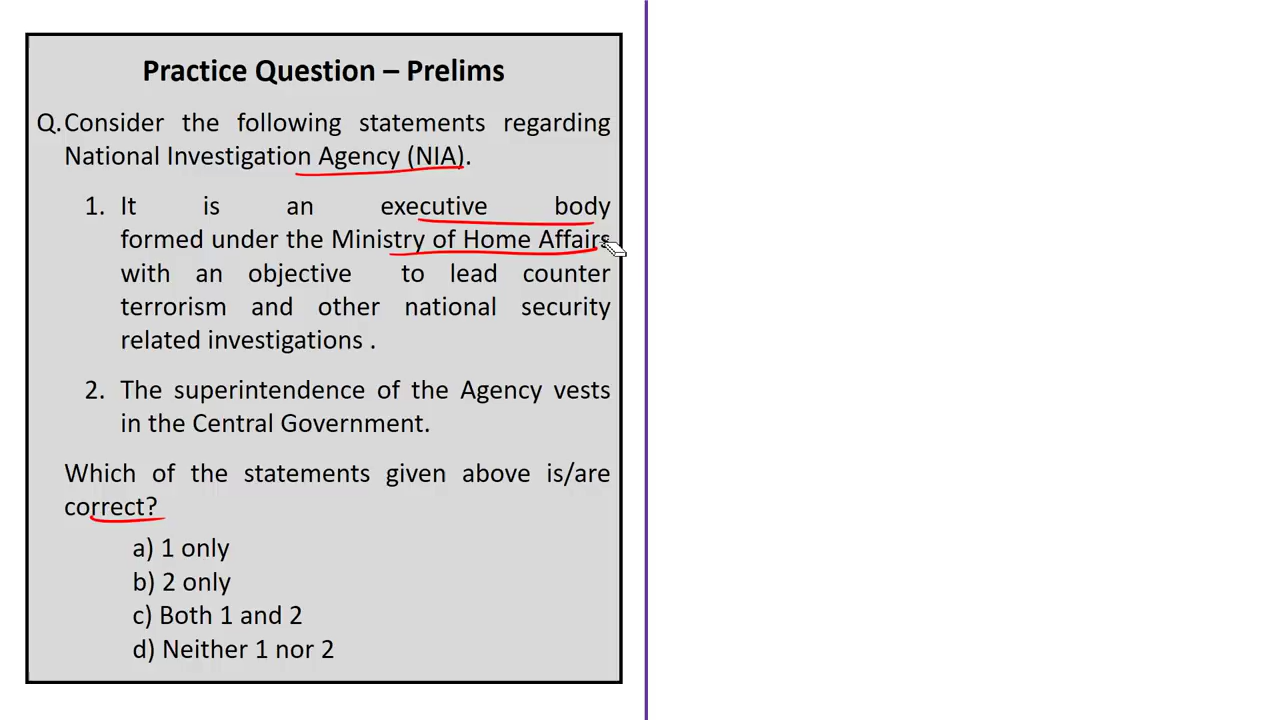 Practice Question – Prelims
Q. Consider the following statements regarding
National Investigation Agency (NIA).
1. It is an executive body
formed under the Ministry of Home Affairs
with an objective to lead counter
terrorism and other national security
related investigations .
2. The superintendence of the Agency vests
in the Central Government.
Which of the statements given above is/are
correct?
a) 1 only
b) 2 only
c) Both 1 and 2
d) Neither 1 nor 2